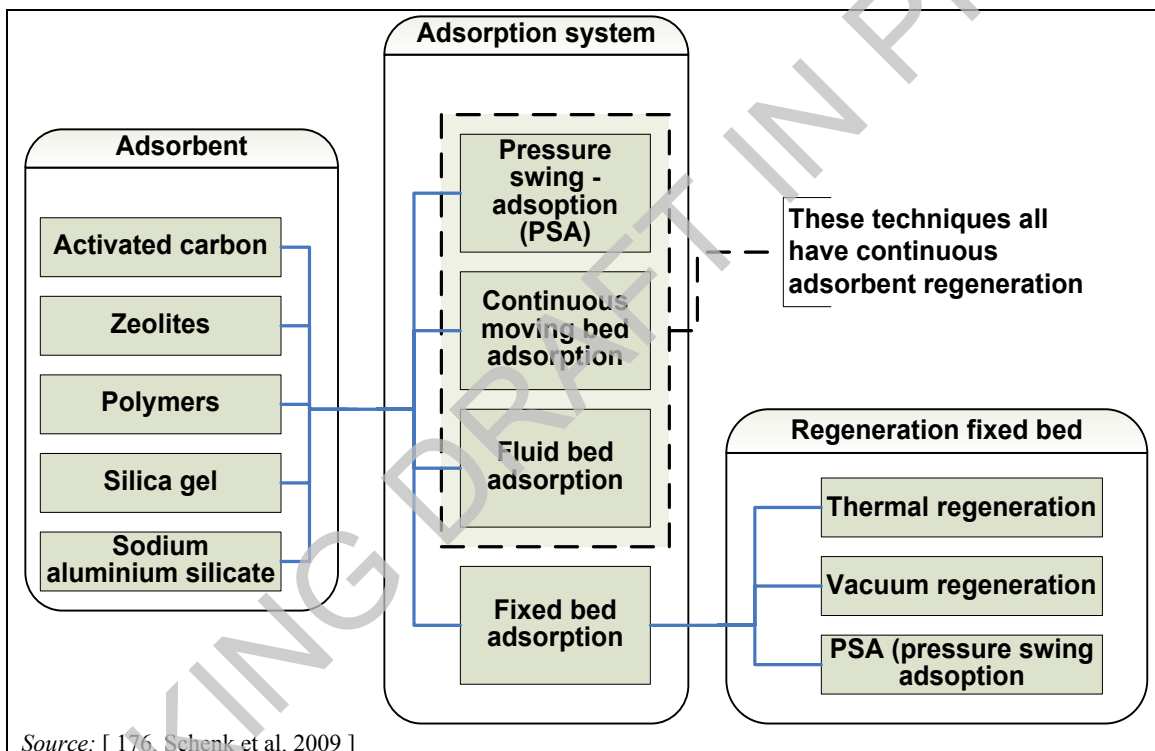 Adsorption system
Adsorbent
Pressure
swing -
adsoption
(PSA)
Activated carbon
Zeolites
Polymers
Silica gel
Sodium
aluminium silicate
Continuous
moving bed
adsorption
Fluid bed
adsorption
Fixed bed
adsorption
These techniques all
have continuous
adsorbent regeneration
Regeneration fixed bed
Thermal regeneration
Vacuum regeneration
PSA (pressure swing
adsoption
Source: [ 176, Schenk et al. 2009 ]
KING DRAFT IN